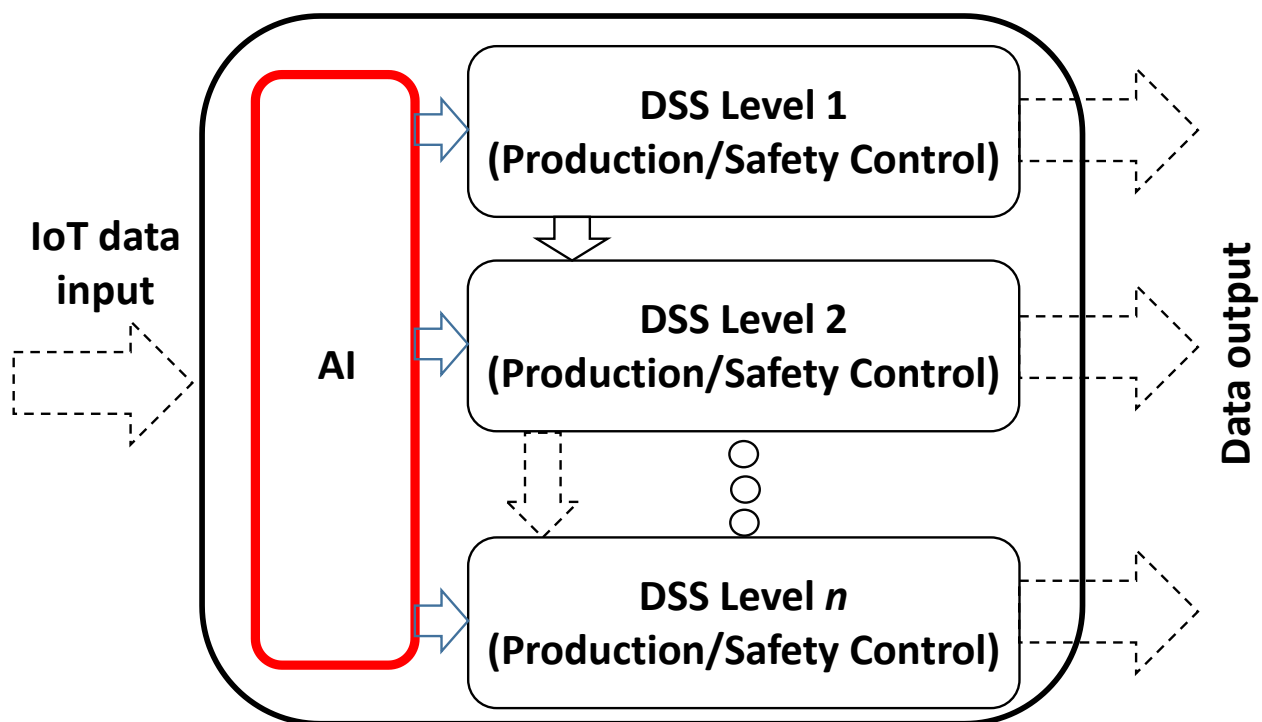 IoT data
input
AI
DSS Level 1
(Production/Safety Control)
DSS Level 2
(Production/Safety Control)
DSS Level n
(Production/Safety Control)
Data output